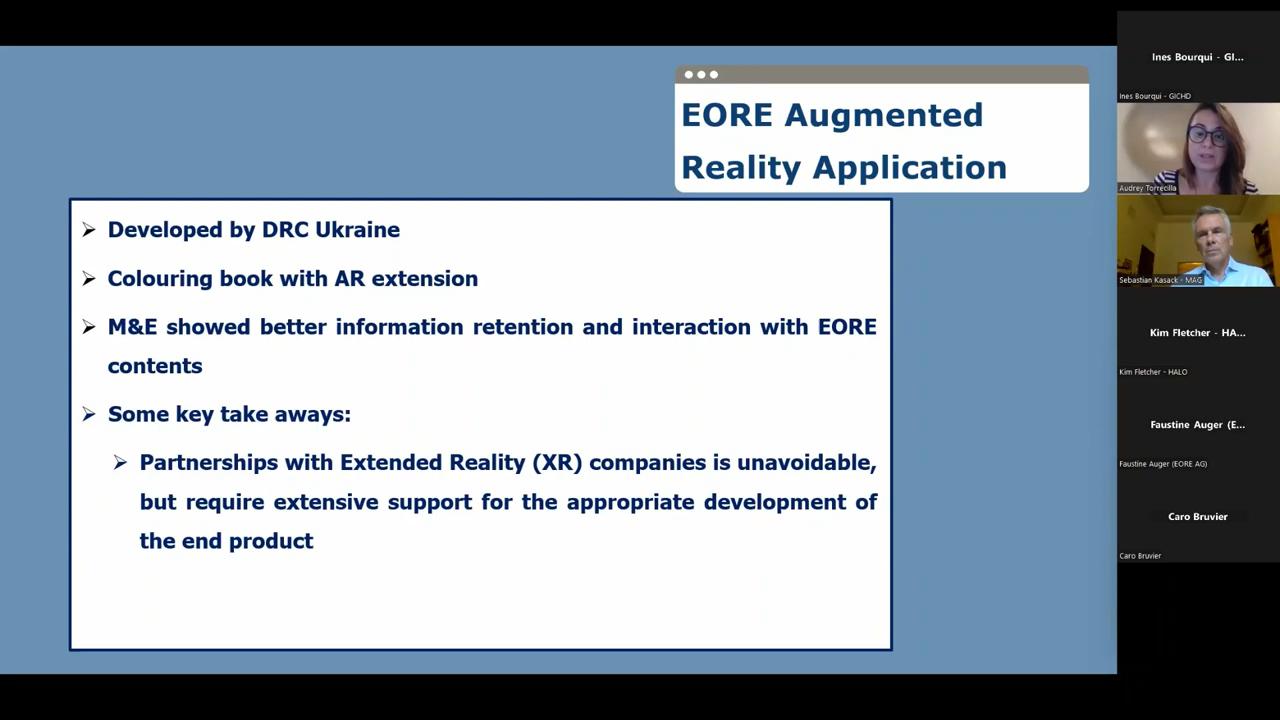 EORE Augmented
Reality Application
Developed by DRC Ukraine
Colouring book with AR extension
M&E showed better information retention and interaction with EORE
contents
Some key take aways:
Partnerships with Extended Reality (XR) companies is unavoidable,
but require extensive support for the appropriate development of
the end product
Ines Bourqui - GI...
Ines Bourqui - GICHD
Audrey Torrecilla
Sebastian Kasack - MAG
Kim Fletcher - HA...
Kim Fletcher - HALO
Faustine Auger (E...
Faustine Auger (EORE AG)
Caro Bruvier
Caro Bruvier